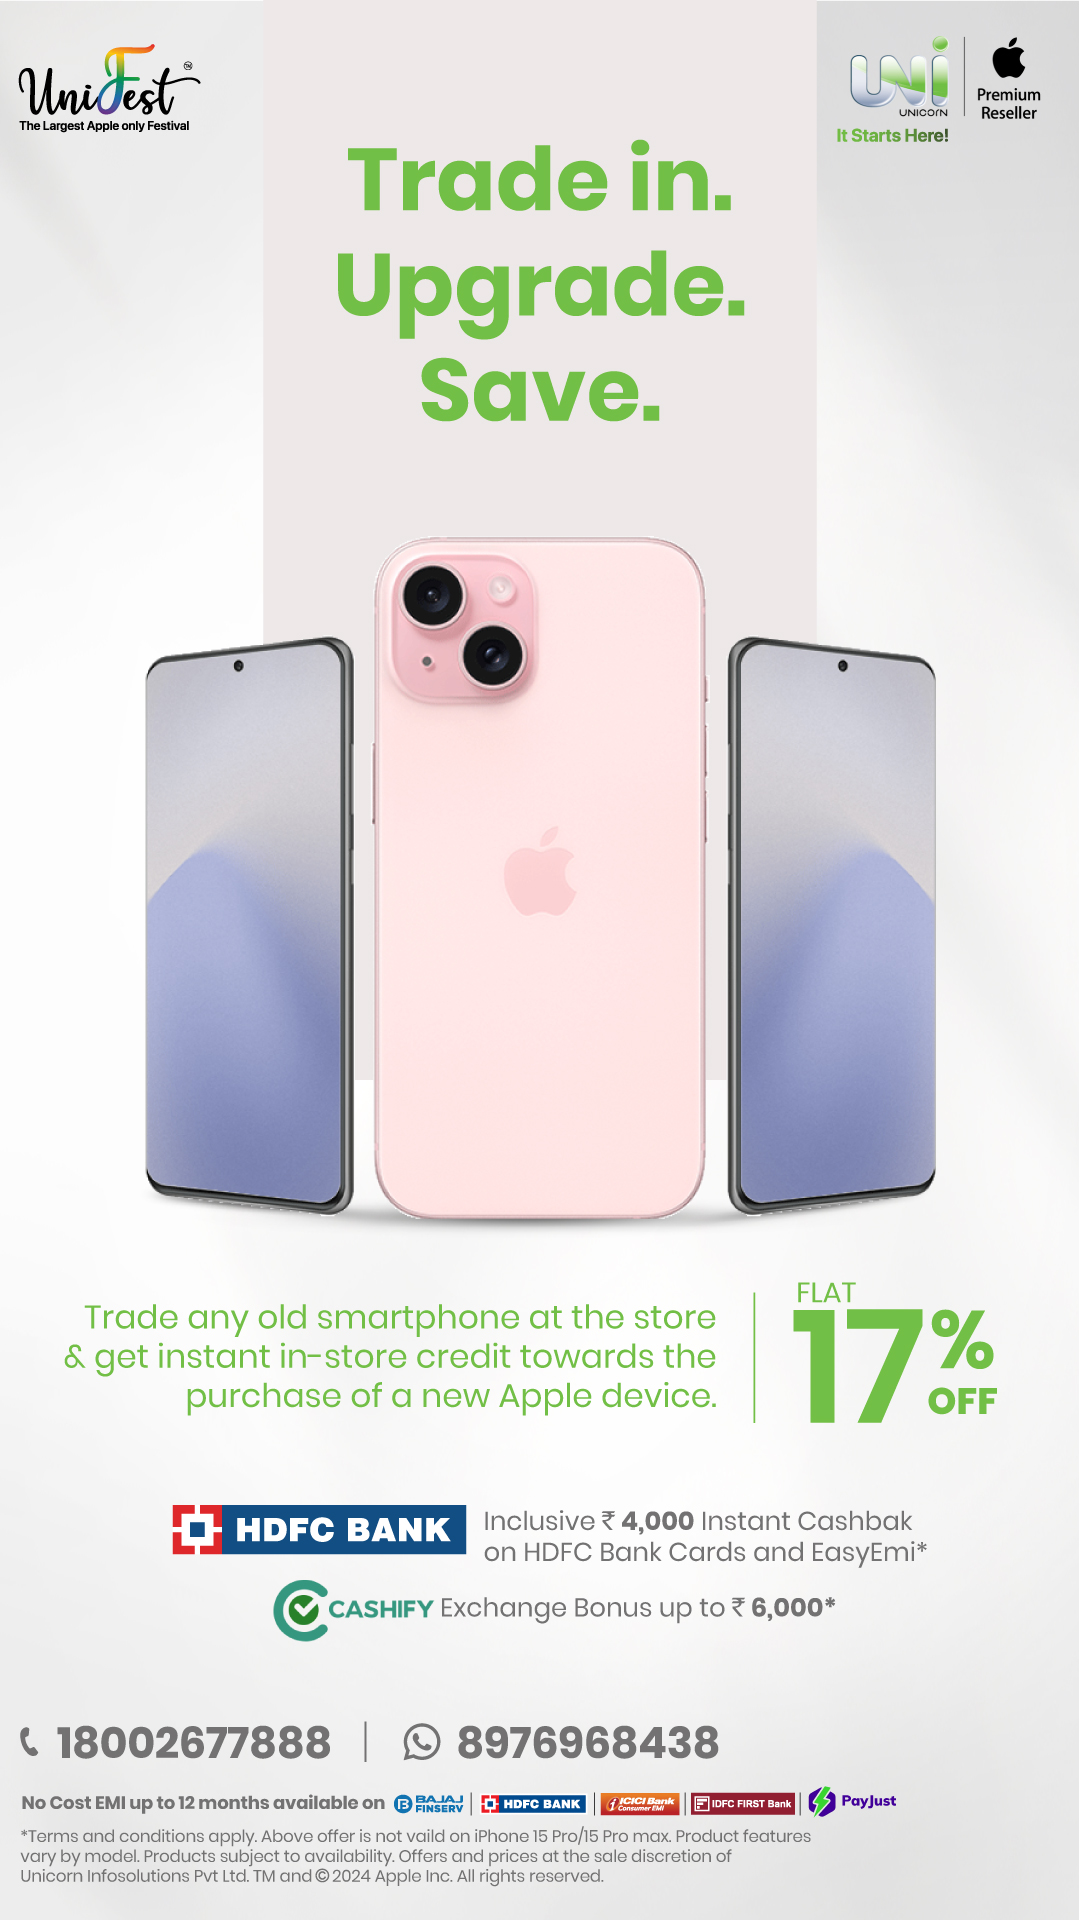 UniFest™
The Largest Apple only Festival
UNI
UNICORN
It Starts Here!
Premium
Reseller
Trade in.
Upgrade.
Save.
Trade any old smartphone at the store
& get instant in-store credit towards the
purchase of a new Apple device.
FLAT
17%
OFF
HDFC BANK
Inclusive ₹ 4,000 Instant Cashbak
on HDFC Bank Cards and EasyEmi*
CASHIFY Exchange Bonus up to ₹ 6,000*
18002677888 | 8976968438
No Cost EMI up to 12 months available on B BAJAJ FINSERV | HDFC BANK | ICICI Bank Consumer EMI | IDFC FIRST Bank | PayJust
*Terms and conditions apply. Above offer is not vaild on iPhone 15 Pro/15 Pro max. Product features
vary by model. Products subject to availability. Offers and prices at the sale discretion of
Unicorn Infosolutions Pvt Ltd. TM and © 2024 Apple Inc. All rights reserved.